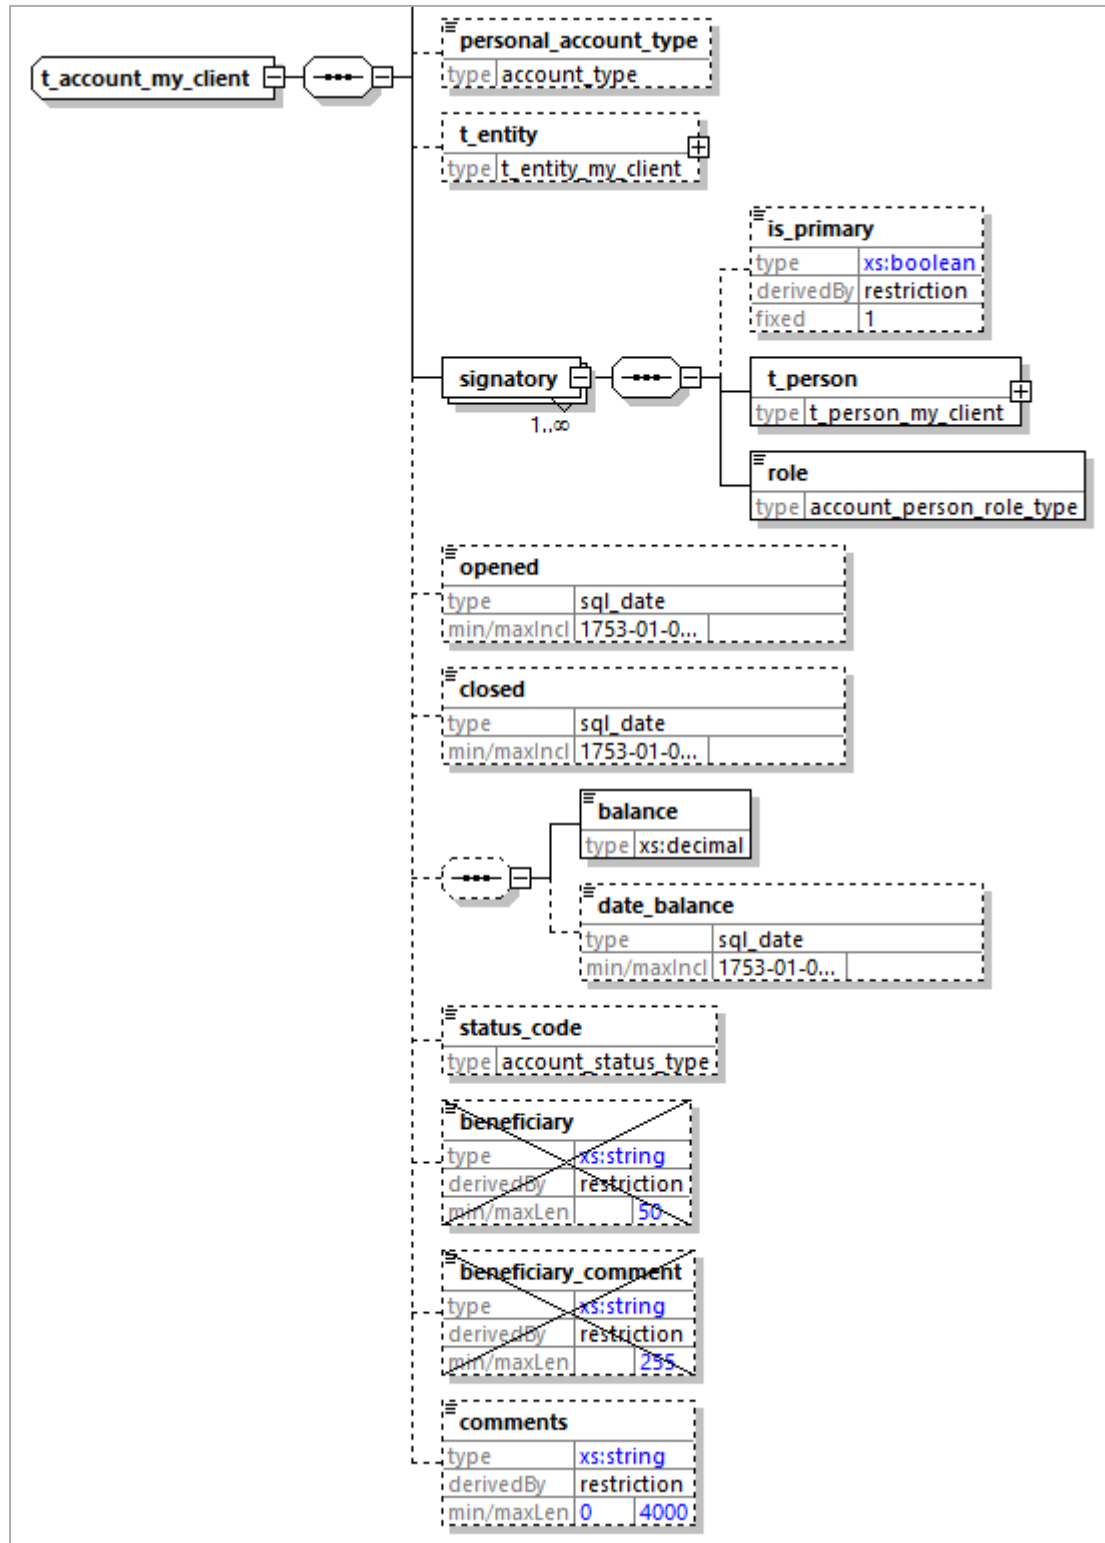 t_account_my_client
personal_account_type
type account_type
t_entity
type t_entity_my_client
is_primary
type xs:boolean
derivedBy restriction
fixed 1
signatory
1..∞
t_person
type t_person_my_client
role
type account_person_role_type
opened
type sql_date
min/maxIncl 1753-01-0...
closed
type sql_date
min/maxIncl 1753-01-0...
balance
type xs:decimal
date_balance
type sql_date
min/maxIncl 1753-01-0...
status_code
type account_status_type
beneficiary
type xs:string
derivedBy restriction
min/maxLen 50
beneficiary_comment
type xs:string
derivedBy restriction
min/maxLen 255
comments
type xs:string
derivedBy restriction
min/maxLen 0 4000